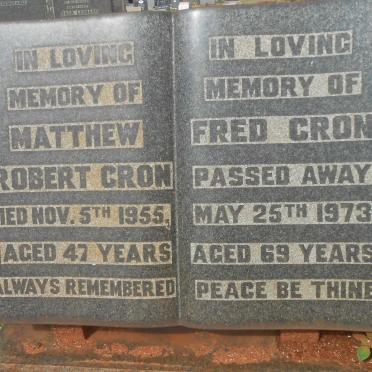 IN LOVING
MEMORY OF
MATTHEW
ROBERT CRON
DIED NOV. 5TH 1955,
AGED 47 YEARS
ALWAYS REMEMBERED
IN LOVING
MEMORY OF
FRED CRON
PASSED AWAY
MAY 25TH 1973
AGED 69 YEARS
PEACE BE THINE